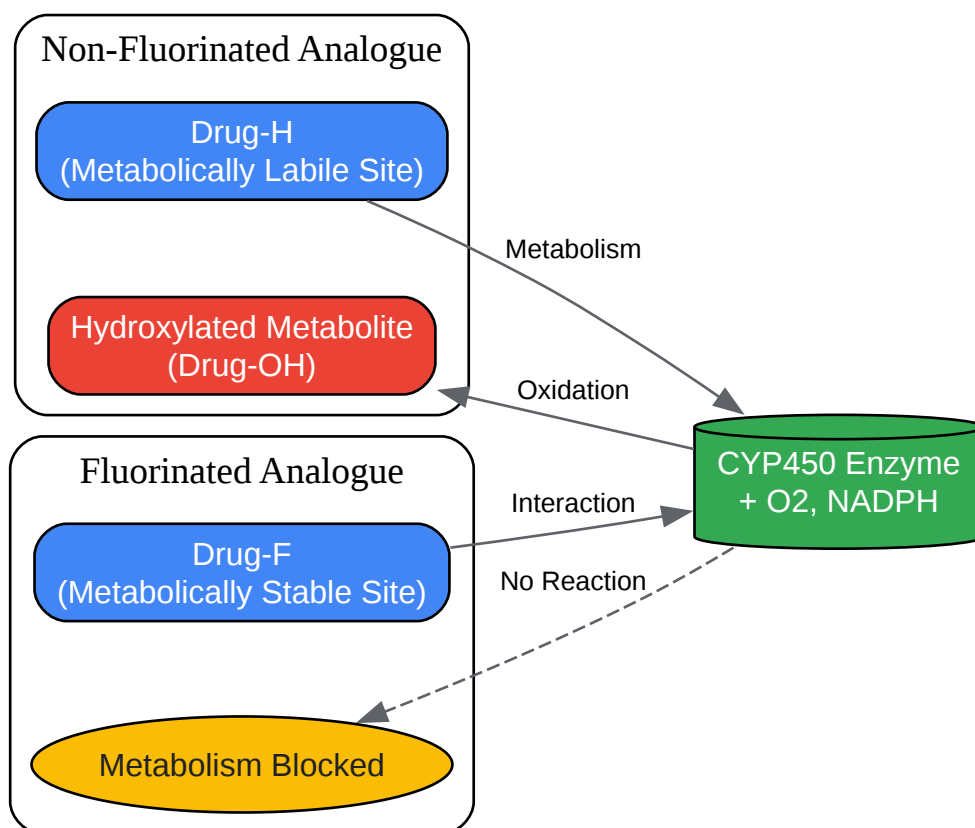 Non-Fluorinated Analogue
Drug-H
(Metabolically Labile Site)
Metabolism
Hydroxylated Metabolite
(Drug-OH)
Oxidation
CYP450 Enzyme
+ O2, NADPH
Fluorinated Analogue
Interaction
Drug-F
(Metabolically Stable Site)
No Reaction
Metabolism Blocked